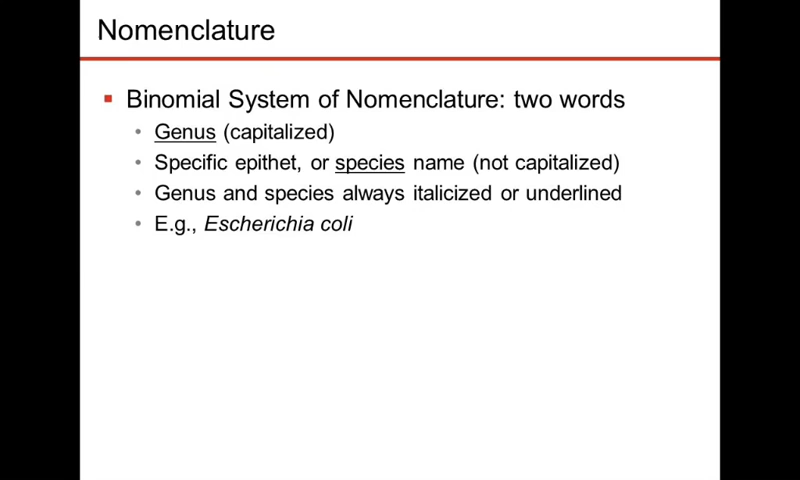 Nomenclature
Binomial System of Nomenclature: two words
Genus (capitalized)
Specific epithet, or species name (not capitalized)
Genus and species always italicized or underlined
E.g., Escherichia coli